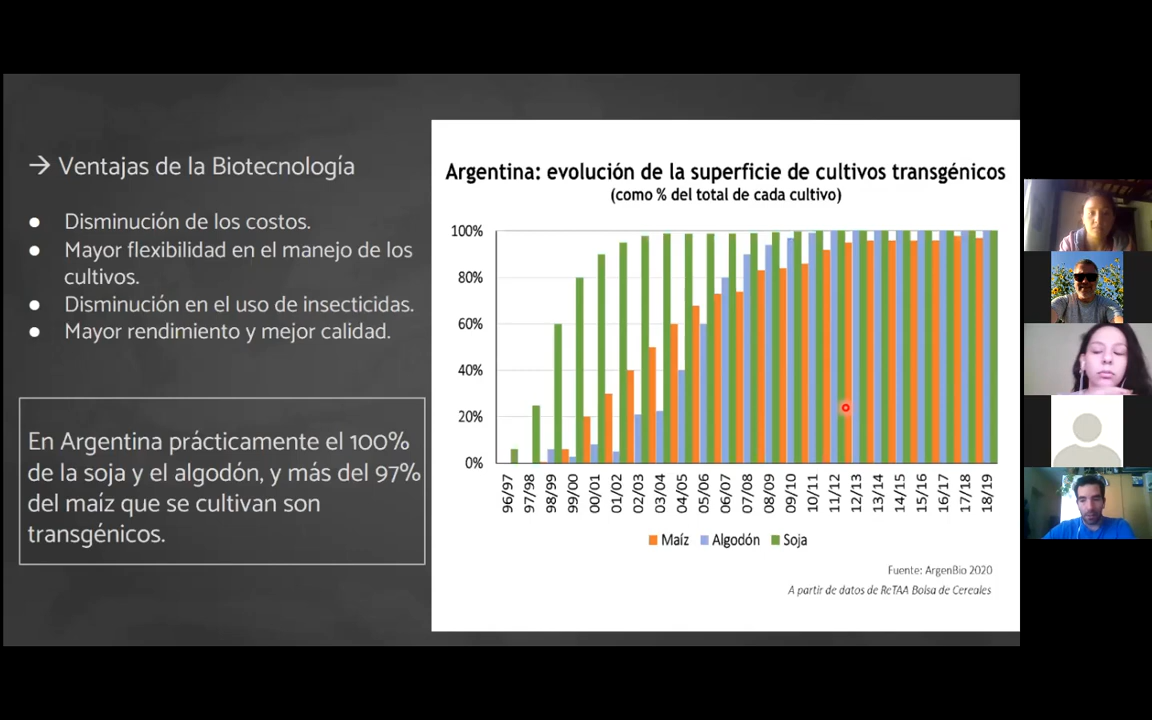 → Ventajas de la Biotecnología
● Disminución de los costos.
● Mayor flexibilidad en el manejo de los
cultivos.
● Disminución en el uso de insecticidas.
● Mayor rendimiento y mejor calidad.
En Argentina prácticamente el 100%
de la soja y el algodón, y más del 97%
del maíz que se cultivan son
transgénicos.
Argentina: evolución de la superficie de cultivos transgénicos
(como % del total de cada cultivo)
100%
80%
60%
40%
20%
0%
96/97 97/98 98/99 99/00 00/01 01/02 02/03 03/04 04/05 05/06 06/07 07/08 08/09 09/10 10/11 11/12 12/13 13/14 14/15 15/16 16/17 17/18 18/19
Maíz Algodón Soja
Fuente: ArgenBio 2020
A partir de datos de ReTAA Bolsa de Cereales